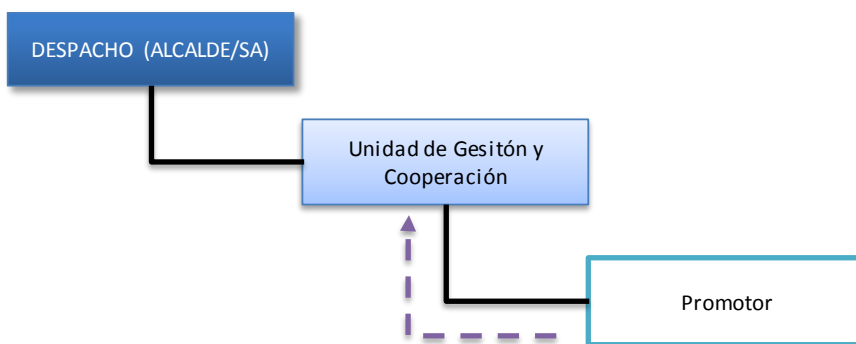 DESPACHO (ALCALDE/SA)
Unidad de Gesitón y
Cooperación
Promotor